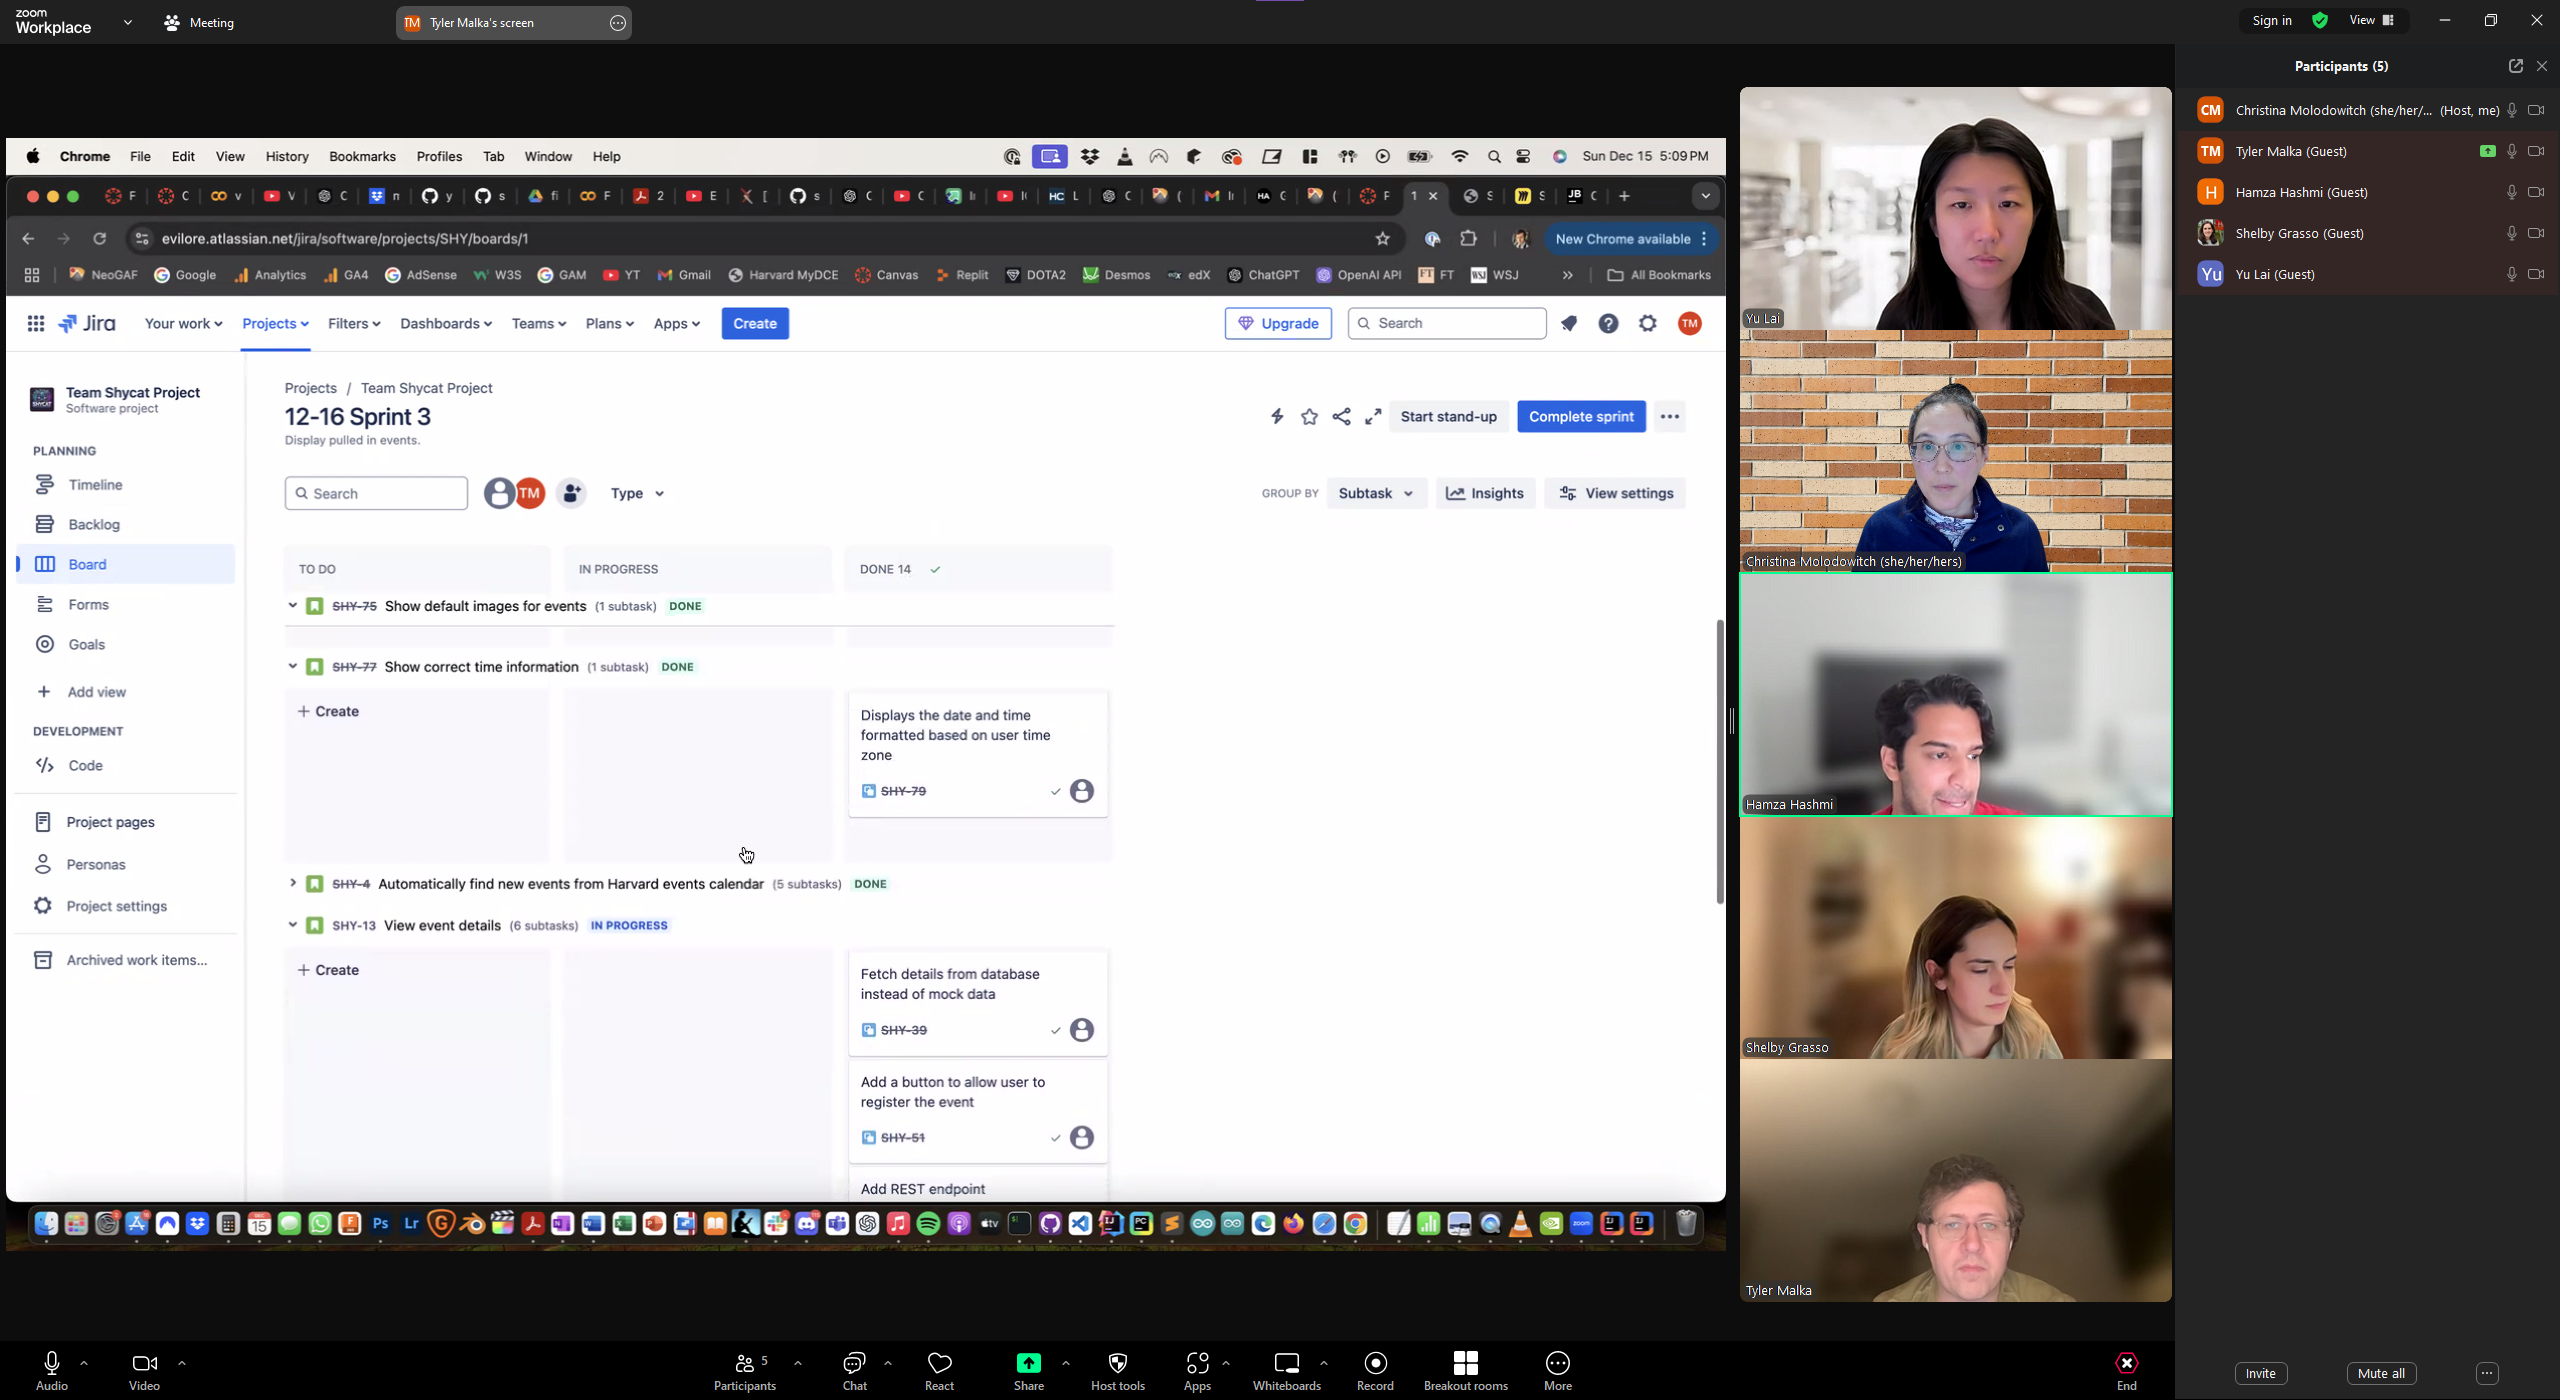 zoom
Workplace
Meeting
TM Tyler Malka's screen
Sign in
View
Participants (5)
CM Christina Molodowitch (she/her/... (Host, me)
TM Tyler Malka (Guest)
H Hamza Hashmi (Guest)
Shelby Grasso (Guest)
Yu Yu Lai (Guest)
Chrome File Edit View History Bookmarks Profiles Tab Window Help
Sun Dec 15 5:09 PM
evilore.atlassian.net/jira/software/projects/SHY/boards/1
New Chrome available
NeoGAF Google Analytics GA4 AdSense W3S GAM YT Gmail Harvard MyDCE Canvas Replit DOTA2 Desmos edX ChatGPT OpenAI API FT WSJ » All Bookmarks
Jira Your work Projects Filters Dashboards Teams Plans Apps Create
Upgrade Search TM
Team Shycat Project
Software project
PLANNING
Timeline
Backlog
Board
Forms
Goals
Add view
DEVELOPMENT
Code
Project pages
Personas
Project settings
Archived work items...
Projects / Team Shycat Project
12-16 Sprint 3
Display pulled in events.
Start stand-up Complete sprint
Search TM Type
GROUP BY Subtask Insights View settings
TO DO IN PROGRESS DONE 14
SHY-75 Show default images for events (1 subtask) DONE
SHY-77 Show correct time information (1 subtask) DONE
+ Create
Displays the date and time
formatted based on user time
zone
SHY-79
SHY-4 Automatically find new events from Harvard events calendar (5 subtasks) DONE
SHY-13 View event details (6 subtasks) IN PROGRESS
+ Create
Fetch details from database
instead of mock data
SHY-39
Add a button to allow user to
register the event
SHY-51
Add REST endpoint
Yu Lai
Christina Molodowitch (she/her/hers)
Hamza Hashmi
Shelby Grasso
Tyler Malka
Audio
Video
Participants 5
Chat
React
Share
Host tools
Apps
Whiteboards
Record
Breakout rooms
More
End
Invite
Mute all